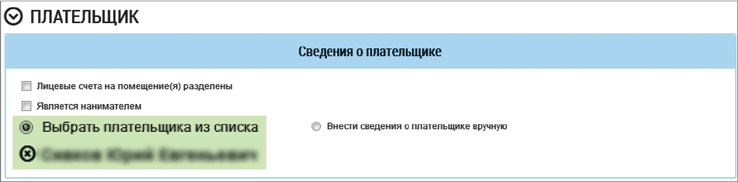 ПЛАТЕЛЬЩИК
Сведения о плательщике
Лицевые счета на помещение(я) разделены
Является нанимателем
Выбрать плательщика из списка
Внести сведения о плательщике вручную